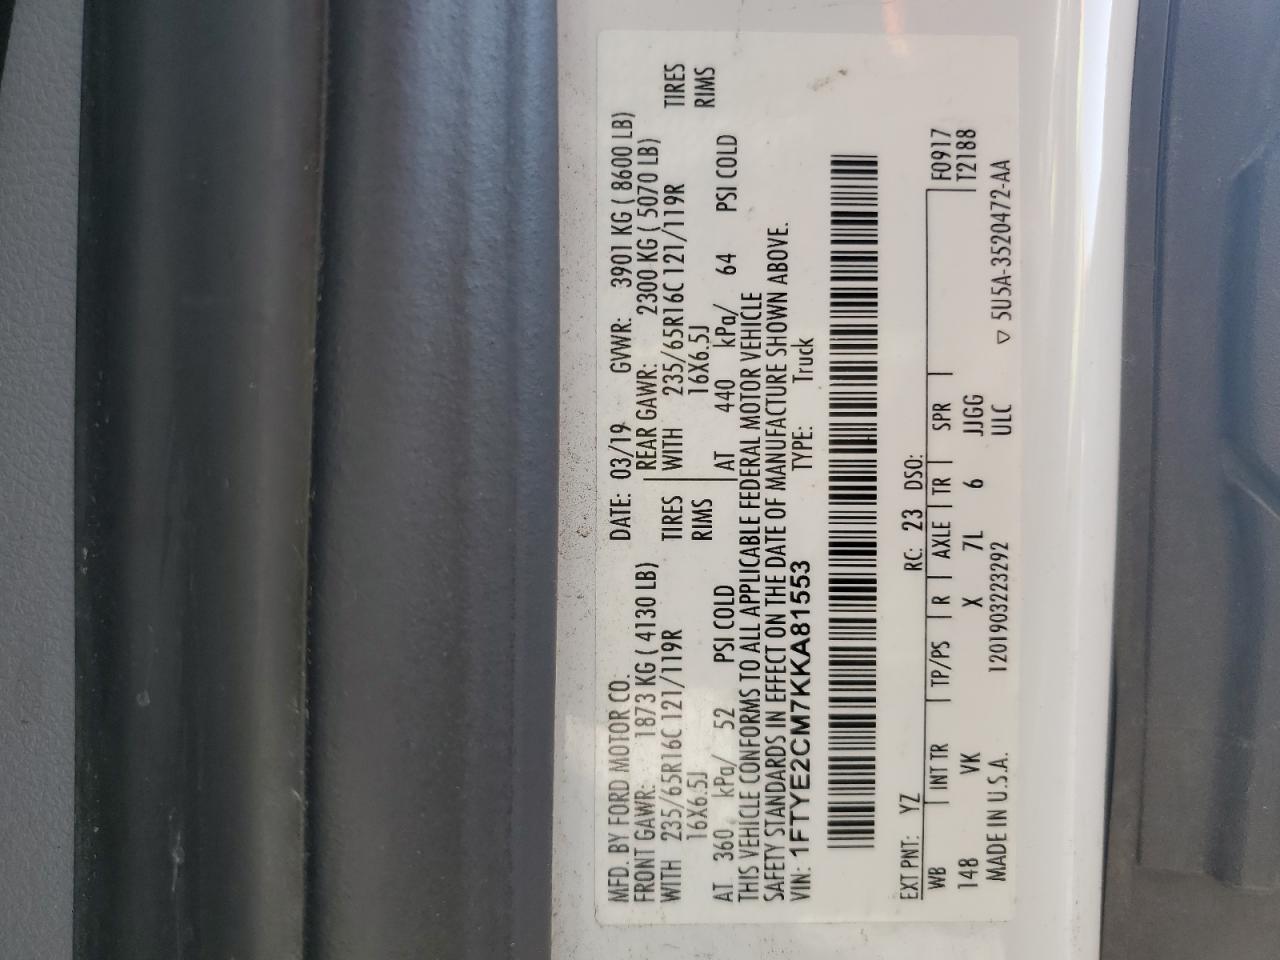 MFD. BY FORD MOTOR CO. DATE: 03/19 GVWR: 3901 KG ( 8600 LB)
FRONT GAWR: 1873 KG ( 4130 LB) REAR GAWR: 2300 KG ( 5070 LB)
WITH 235/65R16C 121/119R TIRES WITH 235/65R16C 121/119R TIRES
16X6.5J RIMS 16X6.5J RIMS
AT 360 kPa/ 52 PSI COLD AT 440 kPa/ 64 PSI COLD
THIS VEHICLE CONFORMS TO ALL APPLICABLE FEDERAL MOTOR VEHICLE
SAFETY STANDARDS IN EFFECT ON THE DATE OF MANUFACTURE SHOWN ABOVE.
VIN: 1FTYE2CM7KKA81553 TYPE: Truck
EXT PNT: YZ RC: 23 DSO:
WB INT TR TP/PS R AXLE TR SPR F0917
148 VK X 7L 6 JJGG T2188
MADE IN U.S.A. 1201903223292 ULC ▽ 5U5A-3520472-AA